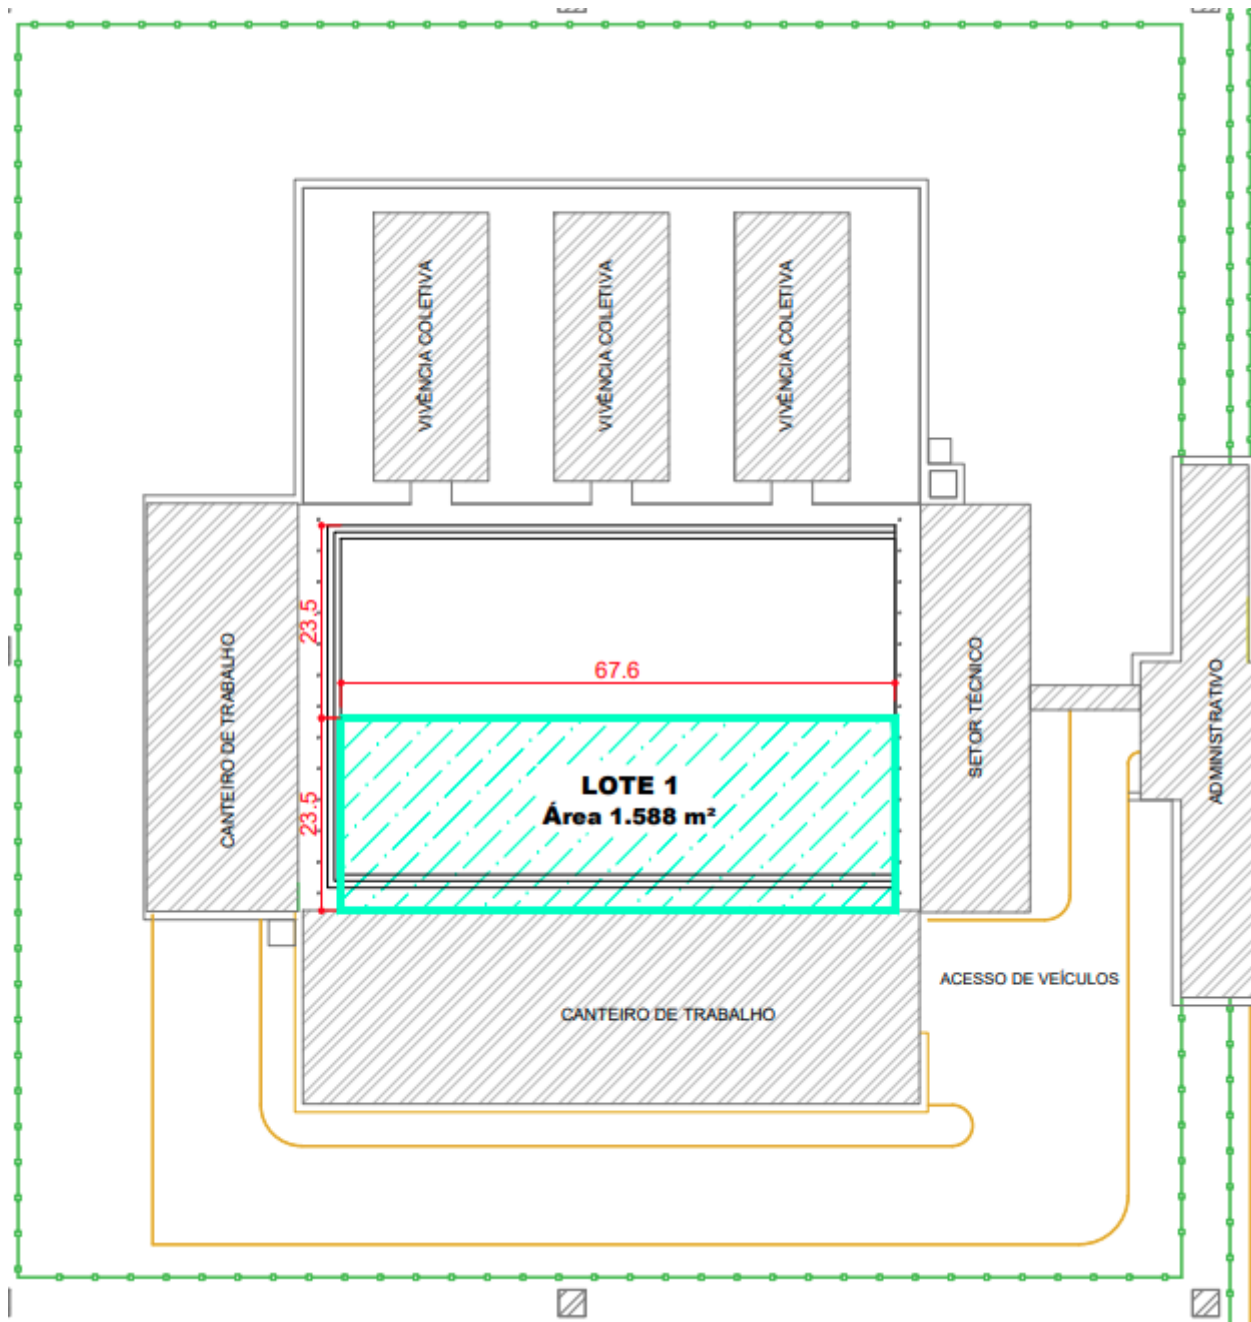 VIVÊNCIA COLETIVA
VIVÊNCIA COLETIVA
VIVÊNCIA COLETIVA
CANTEIRO DE TRABALHO
23.5
67.6
SETOR TÉCNICO
ADMINISTRATIVO
23.5
LOTE 1
Área 1.588 m²
ACESSO DE VEÍCULOS
CANTEIRO DE TRABALHO